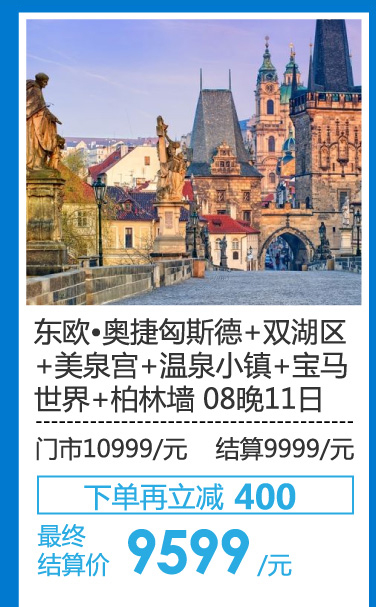 东欧•奥捷匈斯德+双湖区
+美泉宫+温泉小镇+宝马
世界+柏林墙 08晚11日
门市10999/元 结算9999/元
下单再立减 400
最终
结算价 9599/元